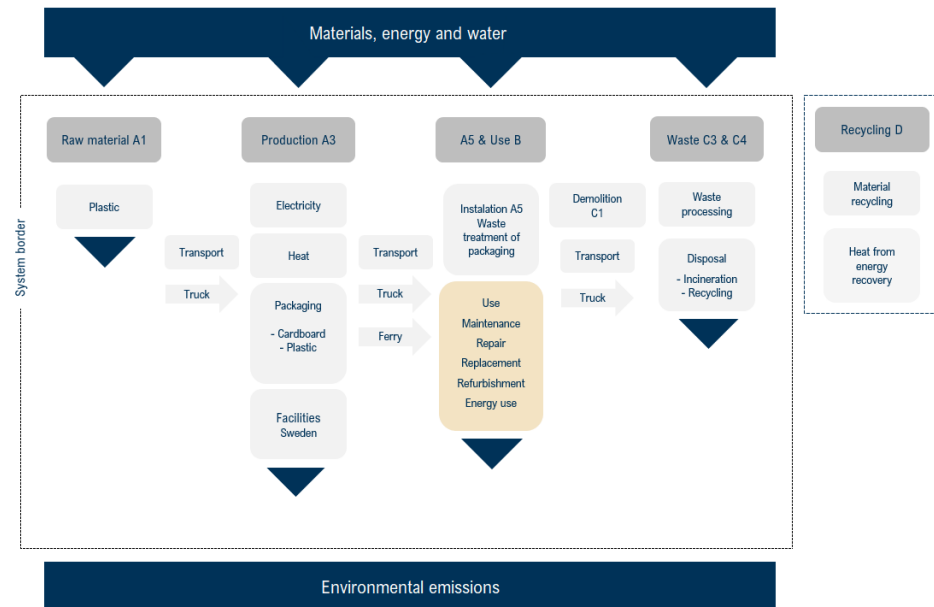 Materials, energy and water
System border
Raw material A1
Plastic
Transport
Truck
Production A3
Electricity
Heat
Packaging
- Cardboard
- Plastic
Facilities
Sweden
Transport
Truck
Ferry
A5 & Use B
Instalation A5
Waste
treatment of
packaging
Use
Maintenance
Repair
Replacement
Refurbishment
Energy use
Demolition
C1
Transport
Truck
Waste C3 & C4
Waste
processing
Disposal
- Incineration
- Recycling
Recycling D
Material
recycling
Heat from
energy
recovery
Environmental emissions